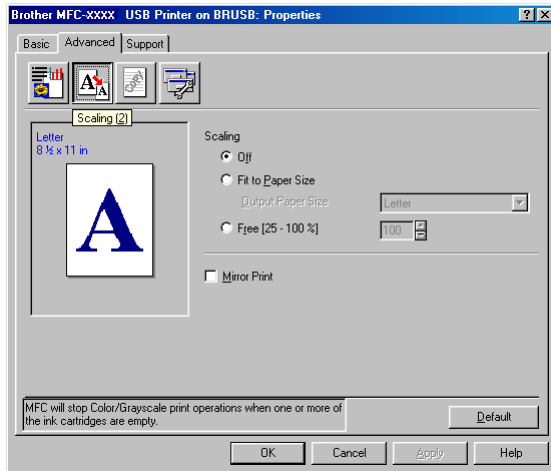 Brother MFC-XXXX  USB Printer on BRUSB: Properties
Basic
Advanced
Support
Scaling (2)
Letter
8 ½ x 11 in
A
Scaling
Off
Fit to Paper Size
Output Paper Size
Letter
Free [25 - 100 %]
100
Mirror Print
MFC will stop Color/Grayscale print operations when one or more of
the ink cartridges are empty.
Default
OK
Cancel
Apply
Help